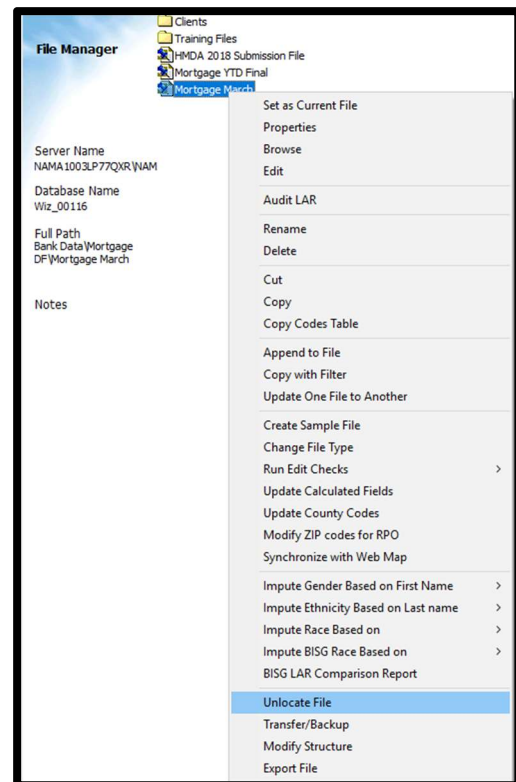 File Manager
Clients
Training Files
HMDA 2018 Submission File
Mortgage YTD Final
Mortgage March
Server Name
NAMA1003LP77QXR\NAM
Database Name
Wiz_00116
Full Path
Bank Data\Mortgage
DF\Mortgage March
Notes
Set as Current File
Properties
Browse
Edit
Audit LAR
Rename
Delete
Cut
Copy
Copy Codes Table
Append to File
Copy with Filter
Update One File to Another
Create Sample File
Change File Type
Run Edit Checks >
Update Calculated Fields
Update County Codes
Modify ZIP codes for RPO
Synchronize with Web Map
Impute Gender Based on First Name >
Impute Ethnicity Based on Last name >
Impute Race Based on >
Impute BISG Race Based on >
BISG LAR Comparison Report
Unlocate File
Transfer/Backup
Modify Structure
Export File